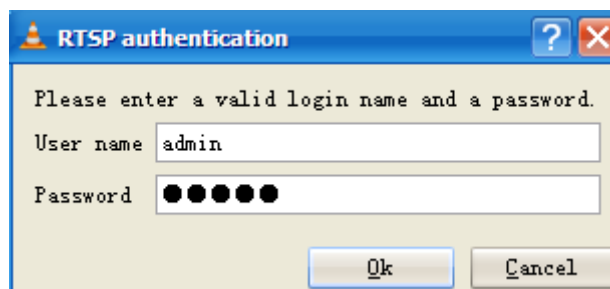 RTSP authentication
Please enter a valid login name and a password.
User name admin
Password ●●●●●
Ok Cancel